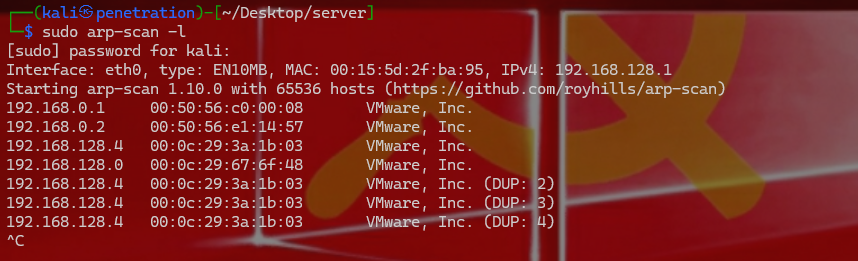 ┌──(kali㉿penetration)-[~/Desktop/server]
└─$ sudo arp-scan -l
[sudo] password for kali:
Interface: eth0, type: EN10MB, MAC: 00:15:5d:2f:ba:95, IPv4: 192.168.128.1
Starting arp-scan 1.10.0 with 65536 hosts (https://github.com/royhills/arp-scan)
192.168.0.1     00:50:56:c0:00:08       VMware, Inc.
192.168.0.2     00:50:56:e1:14:57       VMware, Inc.
192.168.128.4   00:0c:29:3a:1b:03       VMware, Inc.
192.168.128.0   00:0c:29:67:6f:48       VMware, Inc.
192.168.128.4   00:0c:29:3a:1b:03       VMware, Inc. (DUP: 2)
192.168.128.4   00:0c:29:3a:1b:03       VMware, Inc. (DUP: 3)
192.168.128.4   00:0c:29:3a:1b:03       VMware, Inc. (DUP: 4)
^C